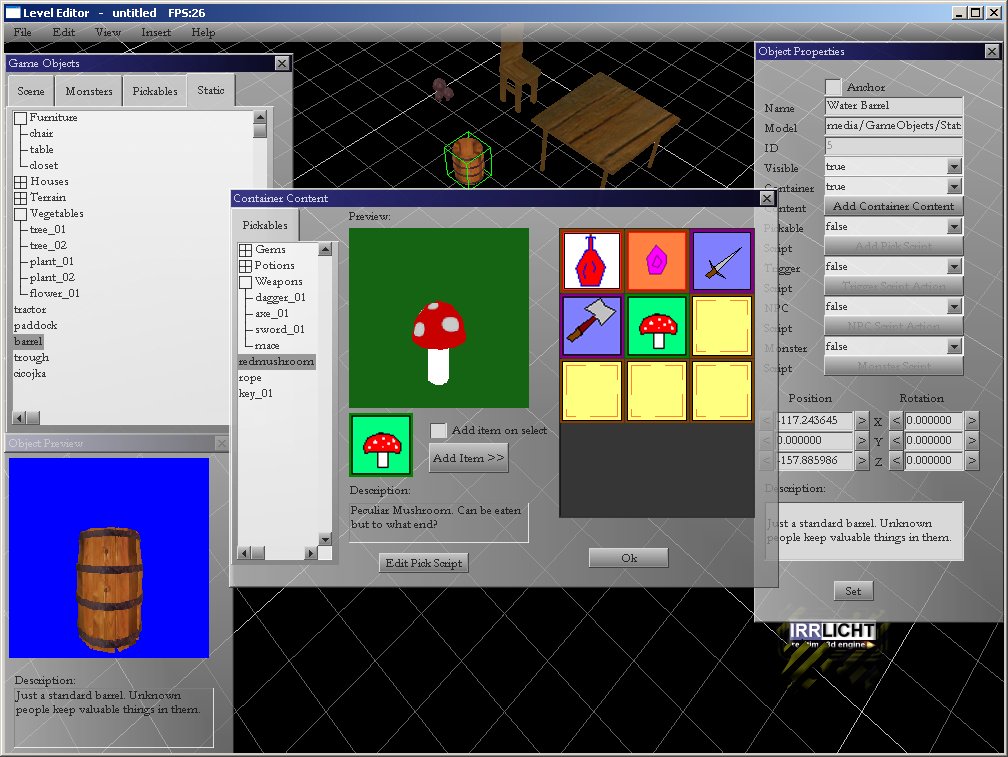 Level Editor - untitled FPS:26
File Edit View Insert Help
Game Objects
Scene Monsters Pickables Static
Furniture
chair
table
closet
Houses
Terrain
Vegetables
tree_01
tree_02
plant_01
plant_02
flower_01
tractor
paddock
barrel
trough
cicojka
Object Preview
Description:
Just a standard barrel. Unknown
people keep valuable things in them.
Container Content
Pickables
Gems
Potions
Weapons
dagger_01
axe_01
sword_01
mace
redmushroom
rope
key_01
Preview:
Add item on select
Add Item >>
Description:
Peculiar Mushroom. Can be eaten
but to what end?
Edit Pick Script
Ok
Object Properties
Anchor
Name Water Barrel
Model media/GameObjects/Stat
ID 5
Visible true
Container true
Content Add Container Content
Pickable false
Script Add Pick Script
Trigger false
Script Trigger Script Action
NPC false
Script NPC Script Action
Monster false
Script Monster Script
Position Rotation
< -117.243645 > X < 0.000000 >
< 0.000000 > Y < 0.000000 >
< -157.885986 > Z < 0.000000 >
Description:
Just a standard barrel. Unknown
people keep valuable things in them.
Set
IRRLICHT
realtime 3d engine